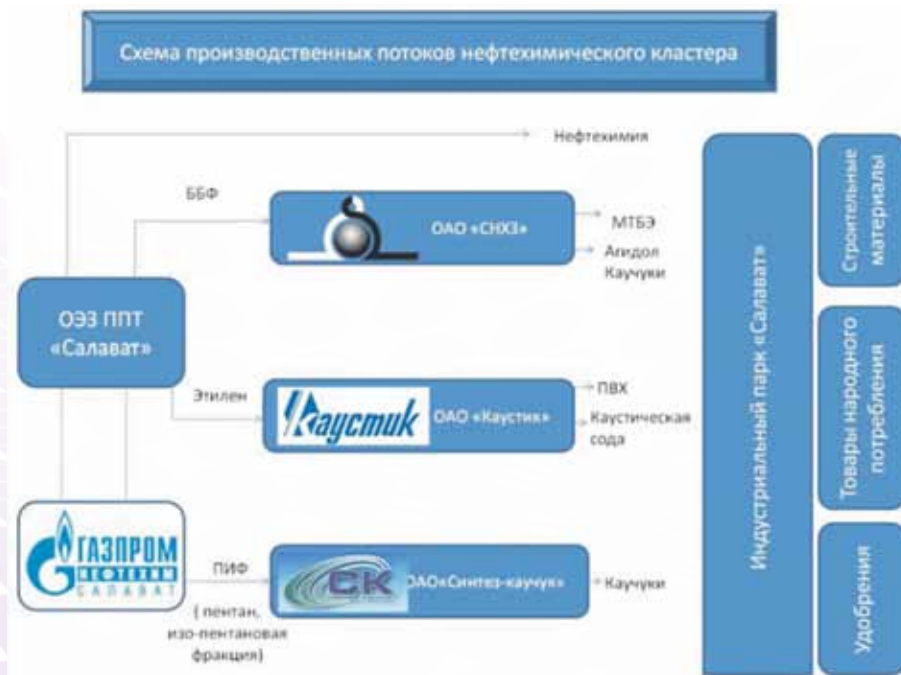 Схема производственных потоков нефтехимического кластера
Нефтехимия
ББФ
ОАО «СНХЗ»
МТБЭ
Агидол
Каучуки
ОЭЗ ППТ
«Салават»
Этилен
Каустик
ОАО «Каустик»
ПВХ
Каустическая
сода
ГАЗПРОМ
НЕФТЕХИМ
САЛАВАТ
ПИФ
( пентан,
изо-пентановая
фракция)
СК
ОАО«Синтез-каучук»
Каучуки
Индустриальный парк «Салават»
Строительные
материалы
Товары народного
потребления
Удобрения